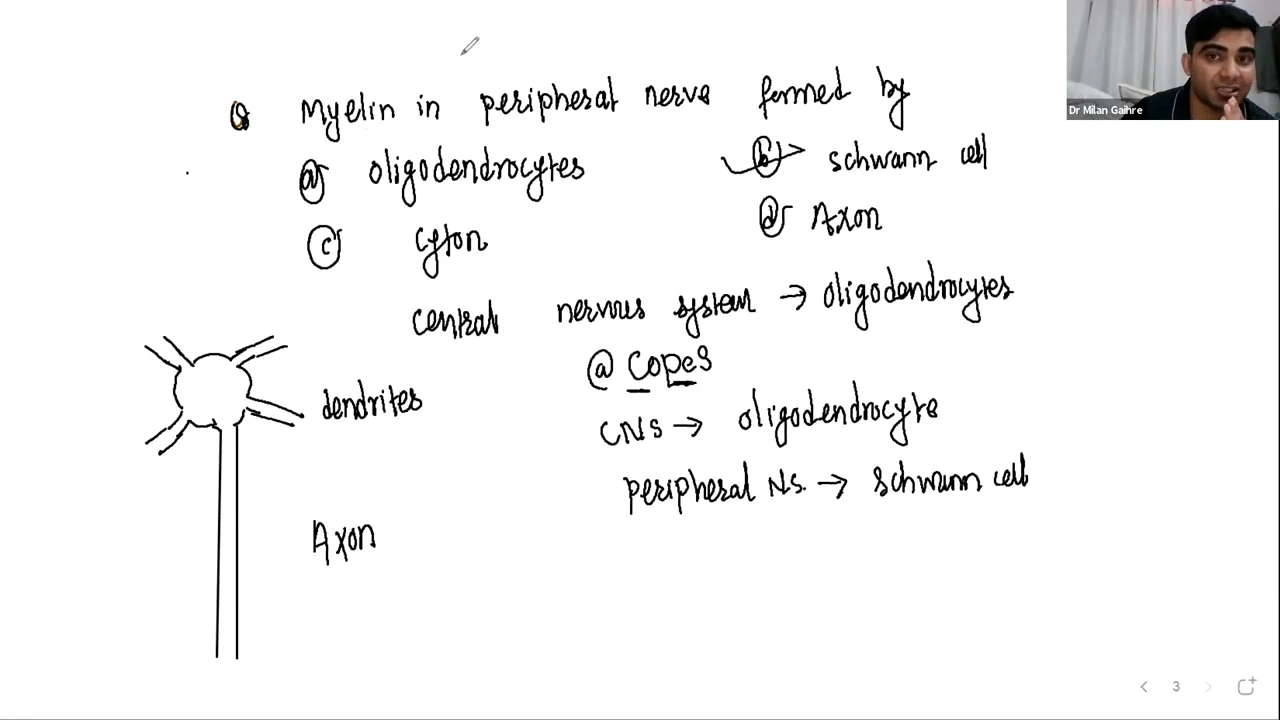 Q Myelin in peripheral nerve formed by
a oligodendrocytes b schwann cell
c cyton d Axon
central nervous system → oligodendrocytes
@ COPES
dendrites
CNS → oligodendrocyte
peripheral N.S. → schwann cell
Axon
Dr Milan Gaihre
3